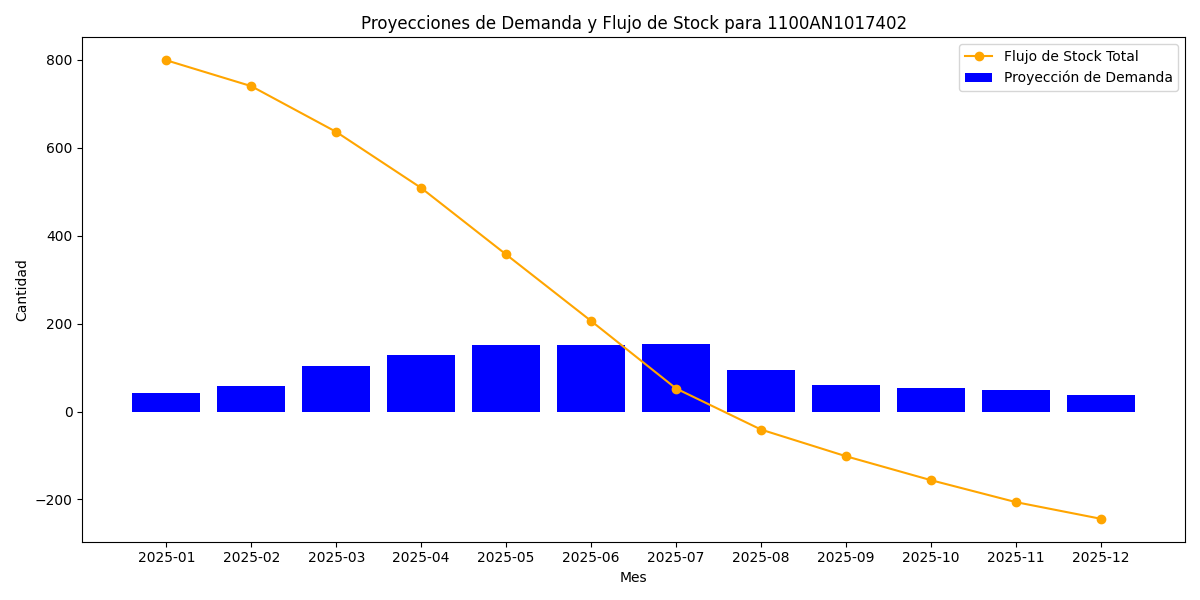 Proyecciones de Demanda y Flujo de Stock para 1100AN1017402
Flujo de Stock Total
Proyección de Demanda
800
600
400
200
0
−200
Cantidad
2025-01 2025-02 2025-03 2025-04 2025-05 2025-06 2025-07 2025-08 2025-09 2025-10 2025-11 2025-12
Mes